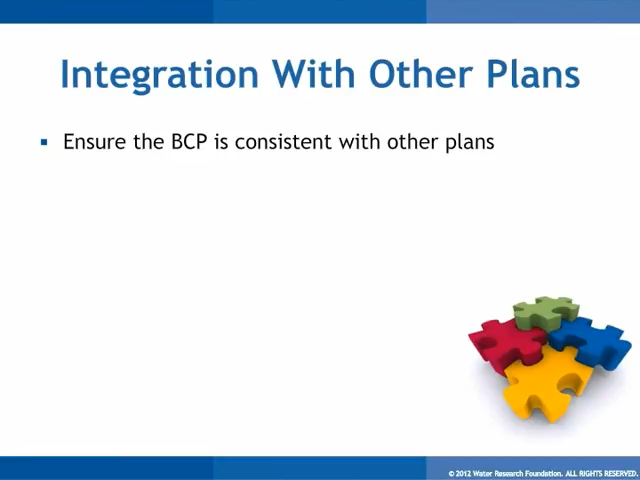 Integration With Other Plans
Ensure the BCP is consistent with other plans
© 2012 Water Research Foundation. ALL RIGHTS RESERVED.